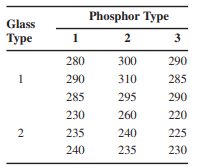 Phosphor Type
Glass
Type 1 2 3
280 300 290
1 290 310 285
285 295 290
230 260 220
2 235 240 225
240 235 230